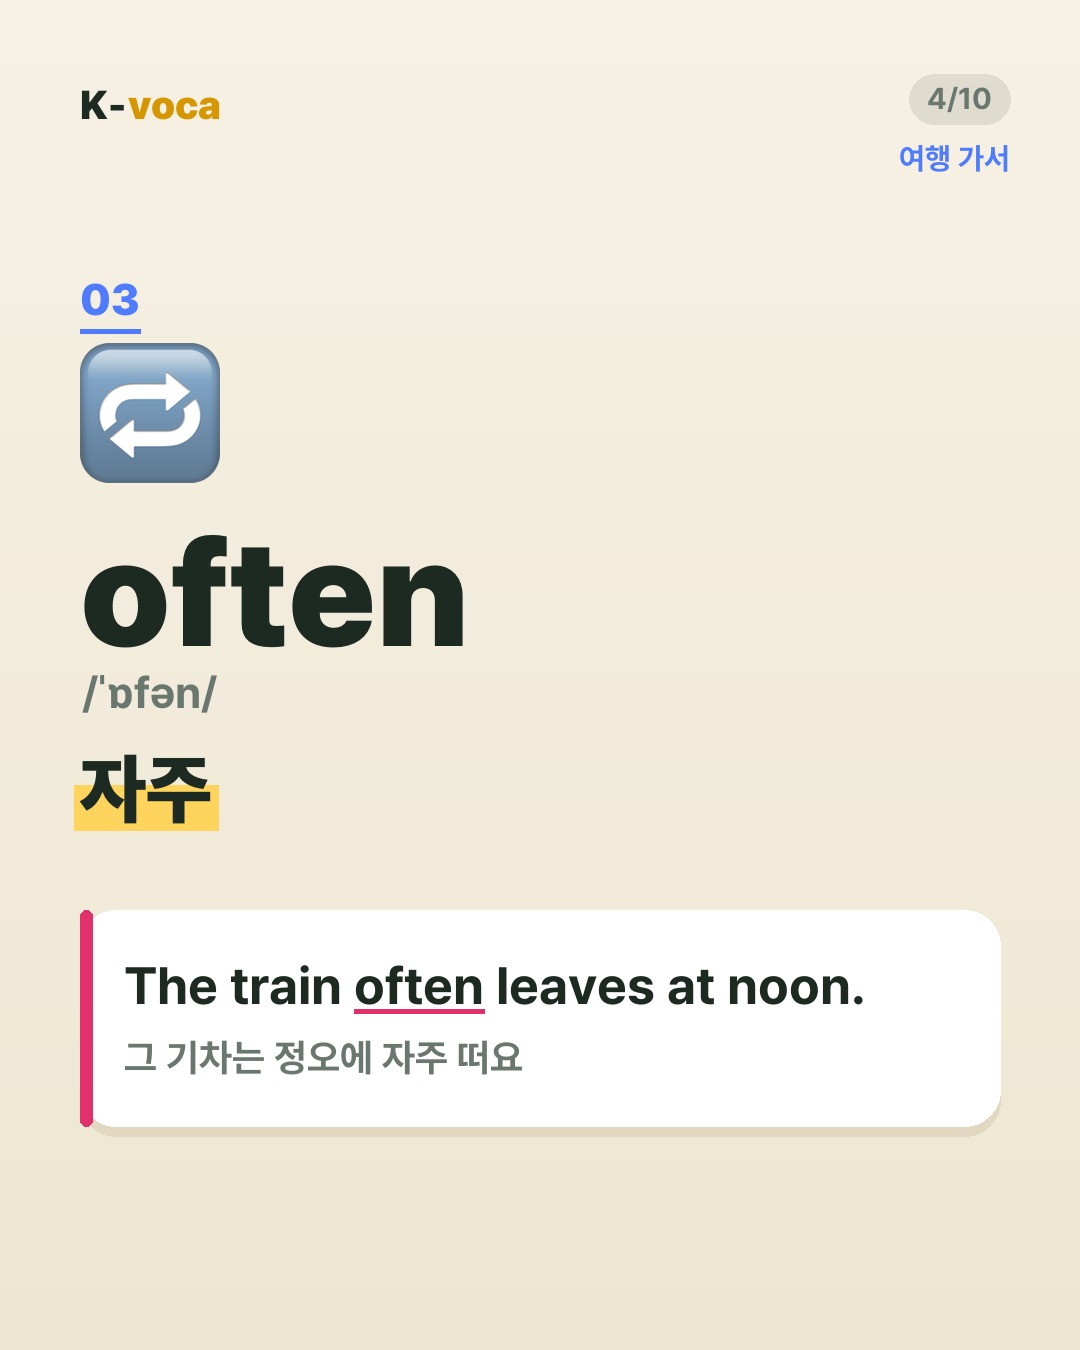 K-voca
4/10
여행 가서
03
often
/ˈɒfən/
자주
The train often leaves at noon.
그 기차는 정오에 자주 떠요